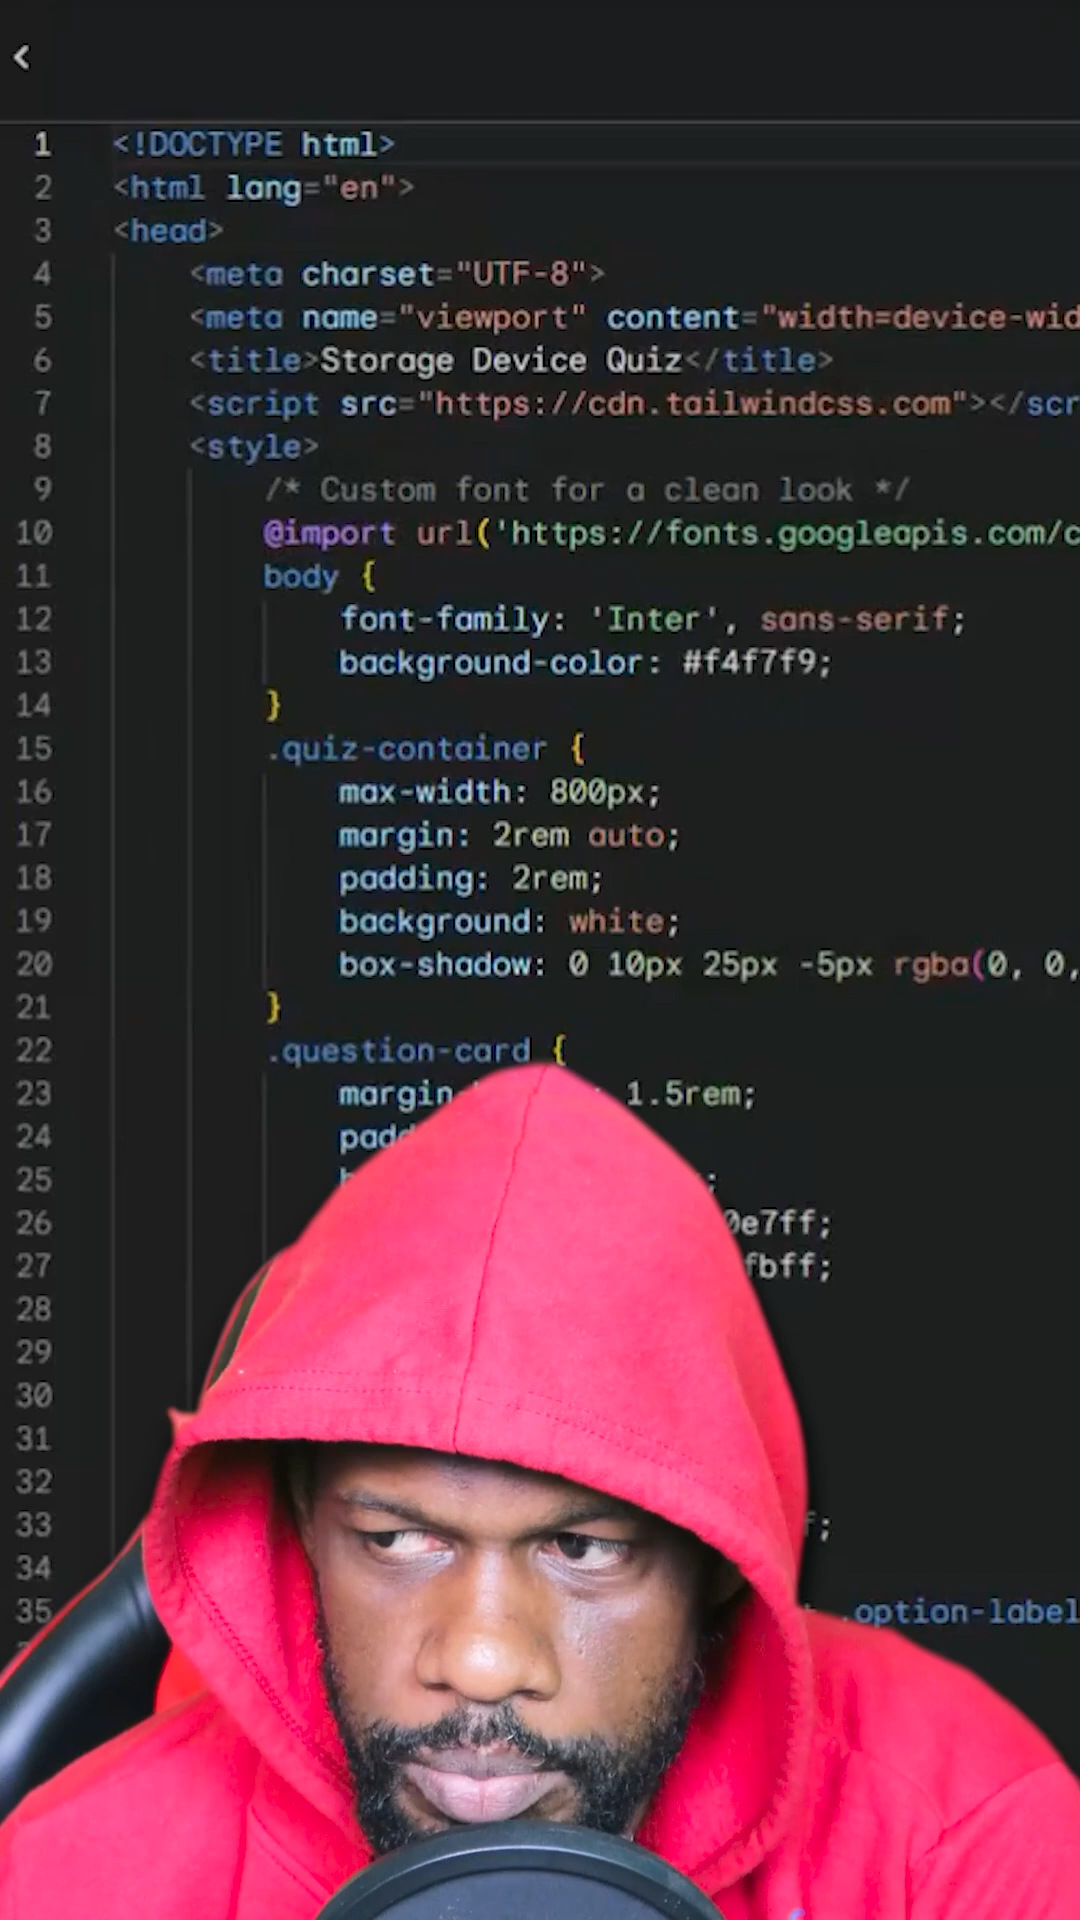 1 <!DOCTYPE html>
2 <html lang="en">
3 <head>
4 <meta charset="UTF-8">
5 <meta name="viewport" content="width=device-wid
6 <title>Storage Device Quiz</title>
7 <script src="https://cdn.tailwindcss.com"></scr
8 <style>
9 /* Custom font for a clean look */
10 @import url('https://fonts.googleapis.com/c
11 body {
12 font-family: 'Inter', sans-serif;
13 background-color: #f4f7f9;
14 }
15 .quiz-container {
16 max-width: 800px;
17 margin: 2rem auto;
18 padding: 2rem;
19 background: white;
20 box-shadow: 0 10px 25px -5px rgba(0, 0,
21 }
22 .question-card {
23 margin 1.5rem;
24 padd
25 ;
26 0e7ff;
27 fbff;
28
29
30
31
32
33 ;
34
35 .option-label